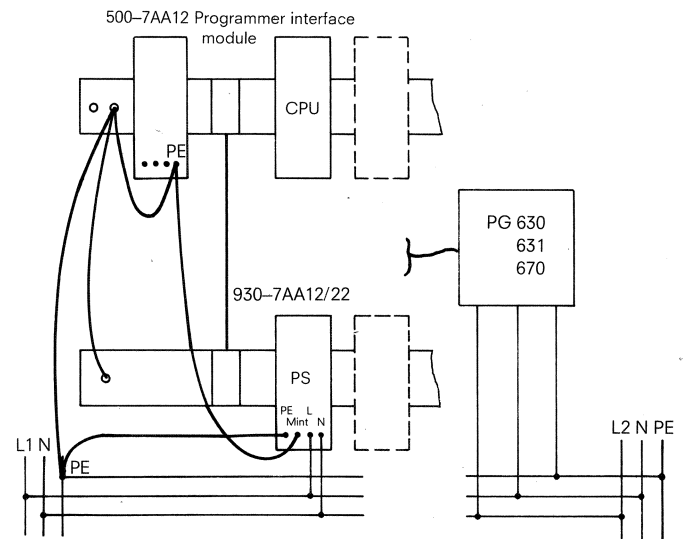 500–7AA12 Programmer interface
module
CPU
PE
PG 630
631
670
930–7AA12/22
PS
PE L
Mint N
L1 N
PE
L2 N PE